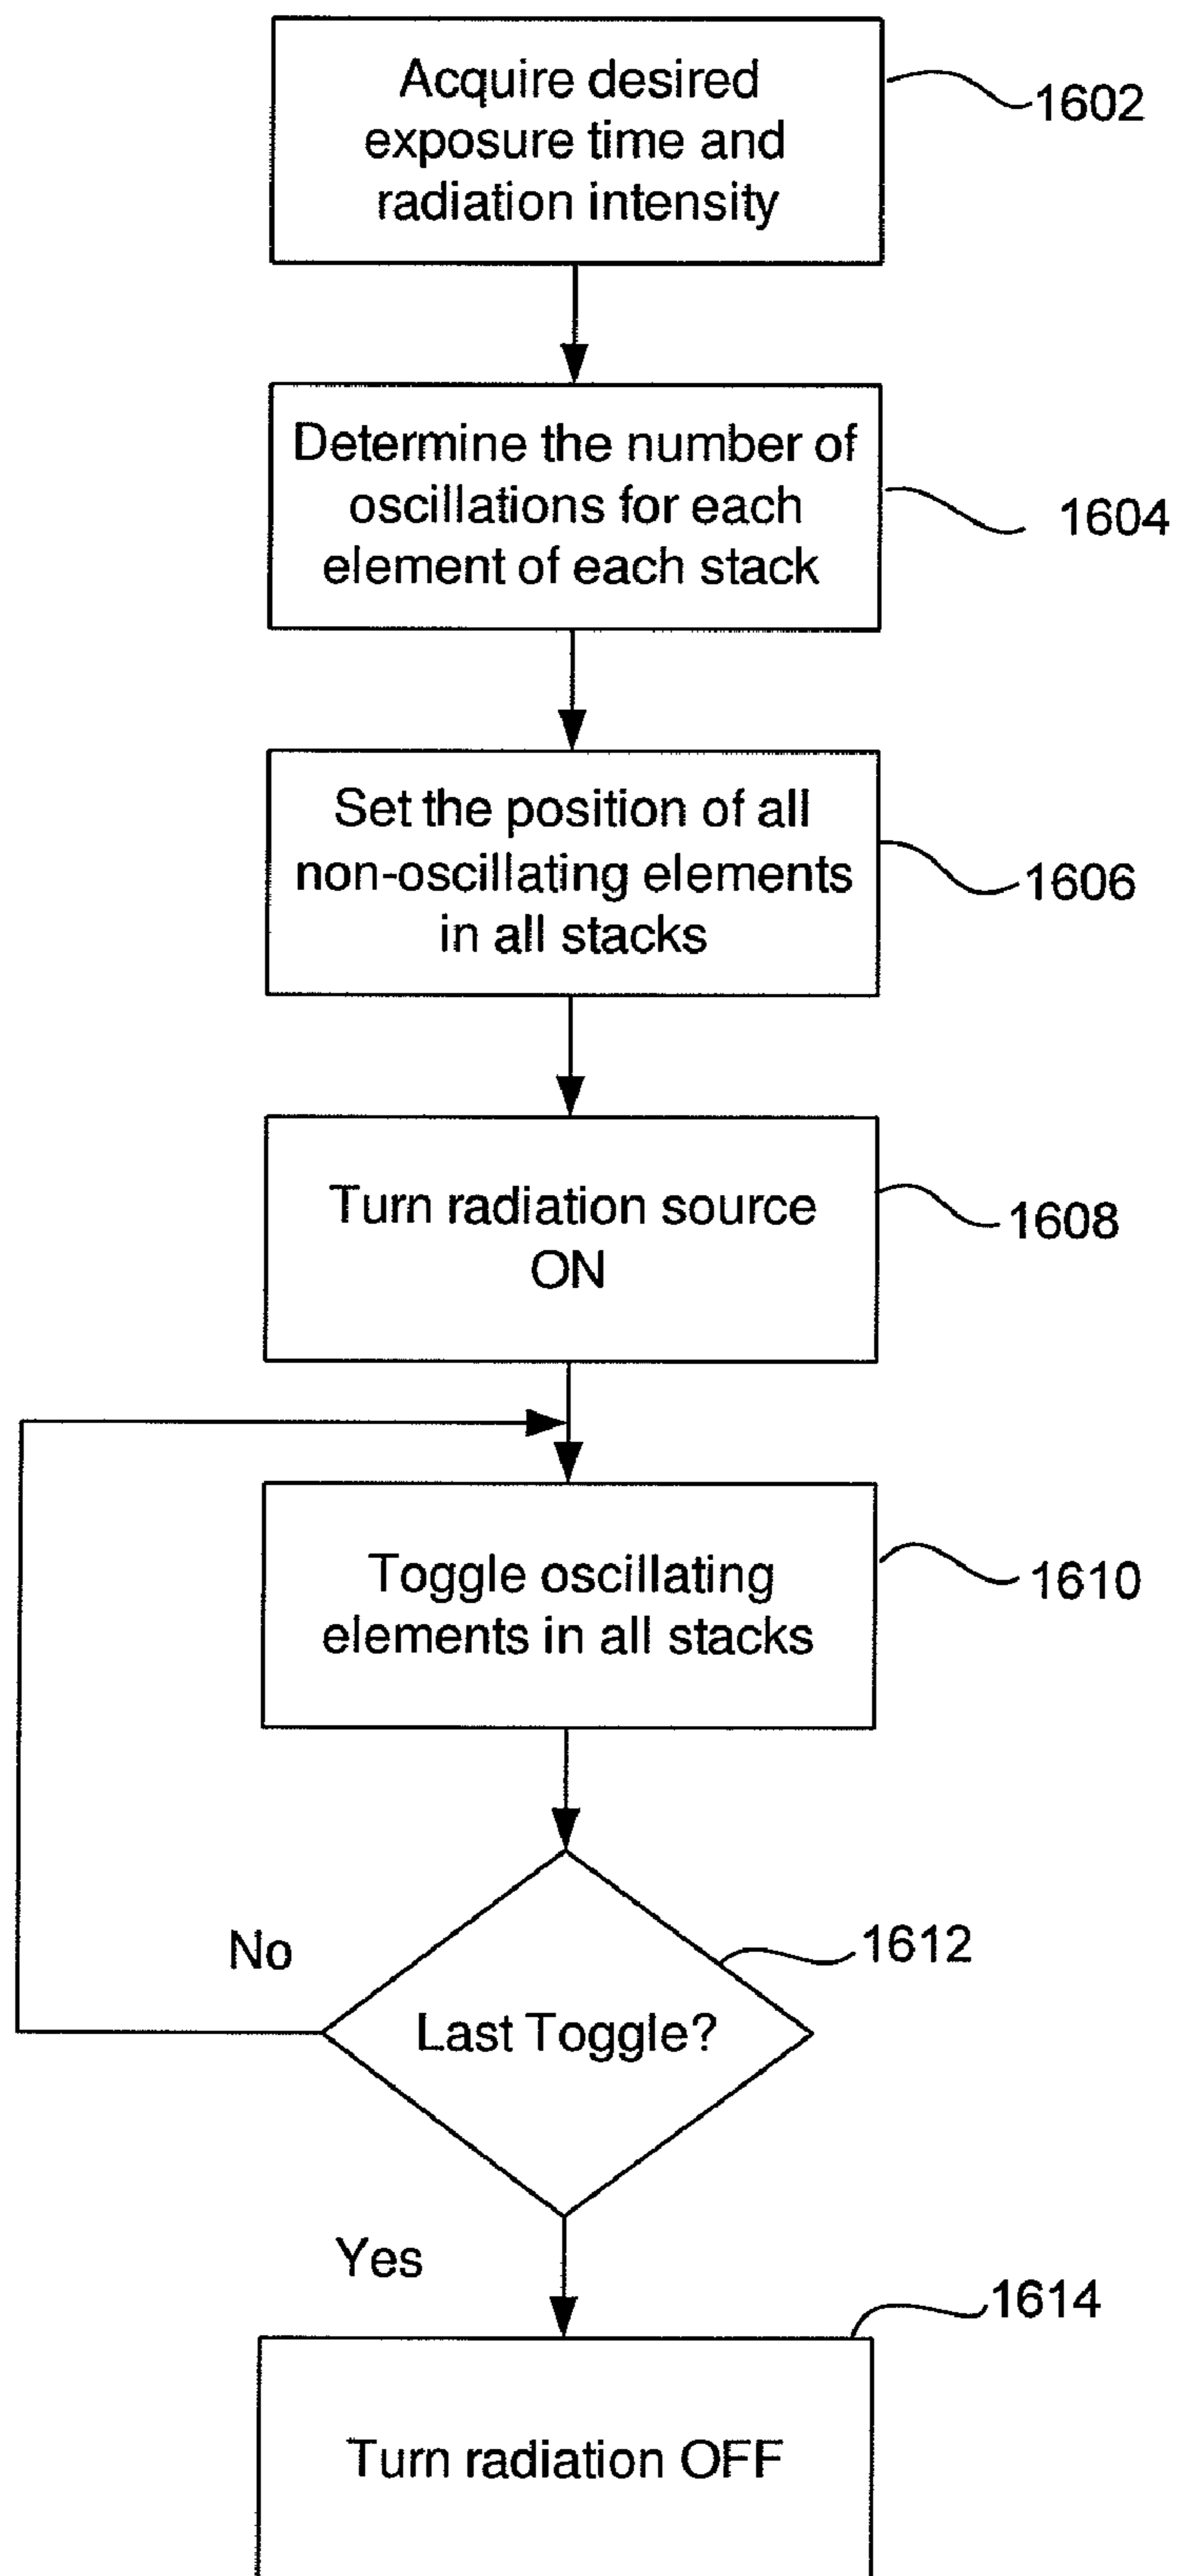 Acquire desired
exposure time and
radiation intensity
1602
Determine the number of
oscillations for each
element of each stack
1604
Set the position of all
non-oscillating elements
in all stacks
1606
Turn radiation source
ON
1608
Toggle oscillating
elements in all stacks
1610
No
Last Toggle?
1612
Yes
1614
Turn radiation OFF